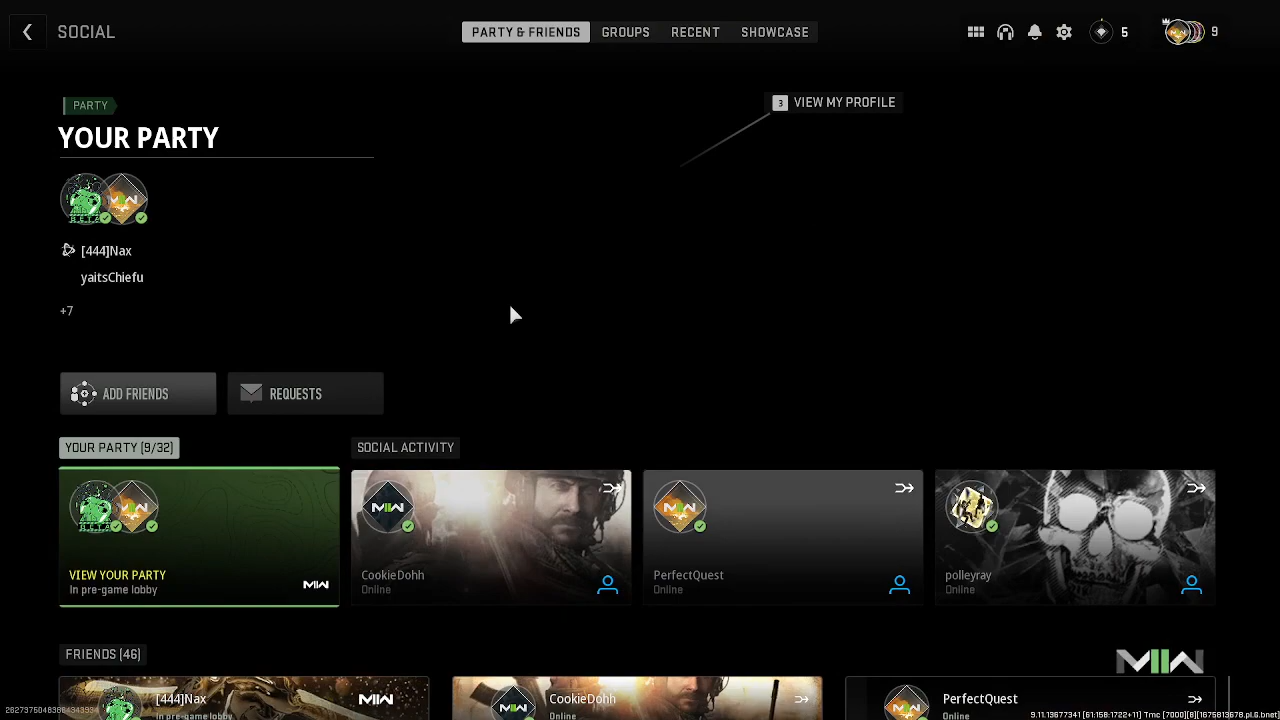 SOCIAL
PARTY & FRIENDS
GROUPS
RECENT
SHOWCASE
5
9
PARTY
YOUR PARTY
3 VIEW MY PROFILE
[444]Nax
yaitsChiefu
+7
ADD FRIENDS
REQUESTS
YOUR PARTY (9/32)
SOCIAL ACTIVITY
VIEW YOUR PARTY
In pre-game lobby
MW
CookieDohh
Online
PerfectQuest
Online
polleyray
Online
FRIENDS (46)
[444]Nax
In pre-game lobby
CookieDohh
Online
PerfectQuest
Online